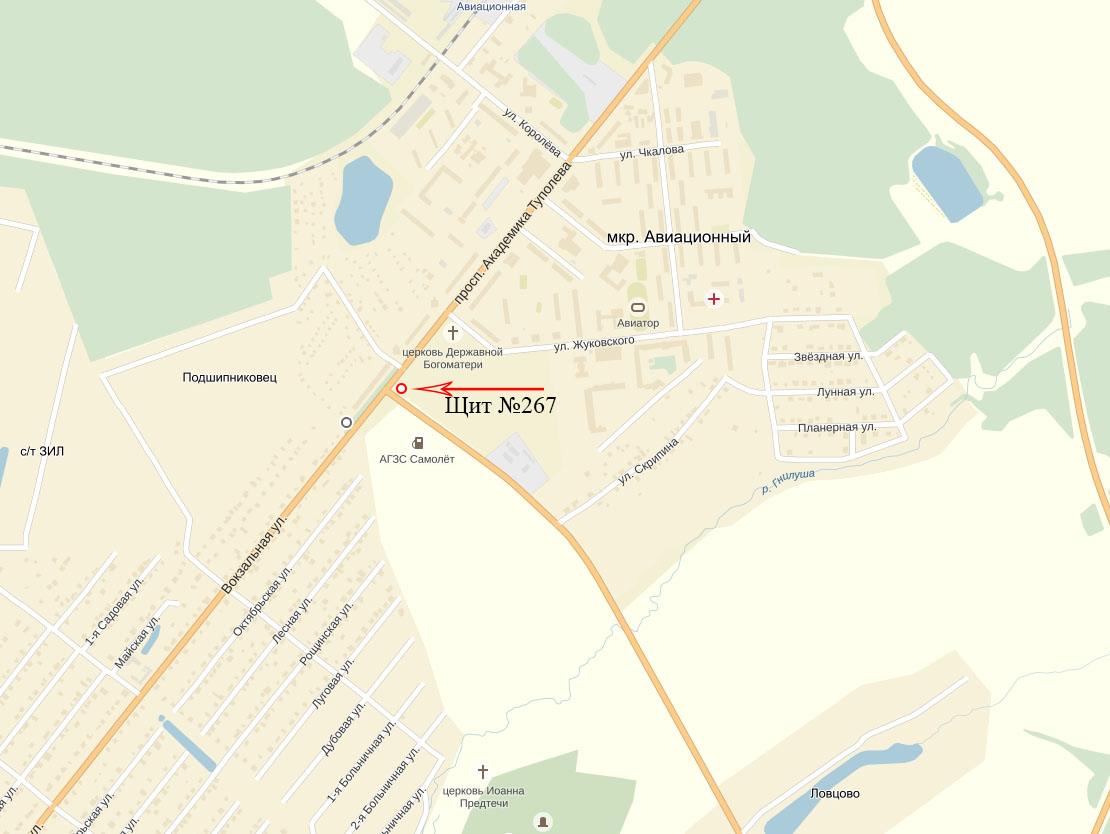 Авиационная
ул. Королёва
ул. Чкалова
просп. Академика Туполева
мкр. Авиационный
Авиатор
церковь Державной
Богоматери
ул. Жуковского
Звёздная ул.
Подшипниковец
Лунная ул.
Щит №267
Планерная ул.
с/т ЗИЛ
АГЗС Самолёт
ул. Скрипина
р. Гнилуша
Вокзальная ул.
Октябрьская ул.
1-я Садовая ул.
Лесная ул.
Майская ул.
Рощинская ул.
Луговая ул.
Дубовая ул.
1-я Больничная ул.
2-я Больничная ул.
церковь Иоанна
Предтечи
Ловцово